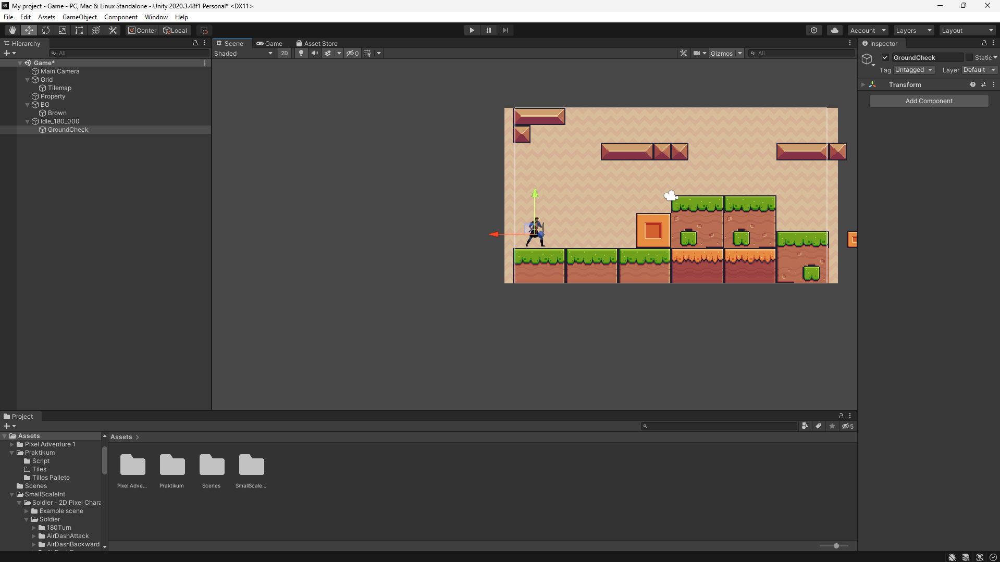 My project - Game - PC, Mac & Linux Standalone - Unity 2020.3.48f1 Personal* <DX11>
File Edit Assets GameObject Component Window Help
Center Local Account Layers Layout
Hierarchy
All
Game*
Main Camera
Grid
Tilemap
Property
BG
Brown
Idle_180_000
GroundCheck
Scene Game Asset Store
Shaded 2D 0 Gizmos All
Inspector
GroundCheck Static
Tag Untagged Layer Default
Transform
Add Component
Project
5
Assets
Pixel Adventure 1
Praktikum
Script
Tiles
Tilles Pallete
Scenes
SmallScaleInt
Soldier - 2D Pixel Chara
Example scene
Soldier
180Turn
AirDashAttack
AirDashBackward
Assets >
Pixel Adve... Praktikum Scenes SmallScale...